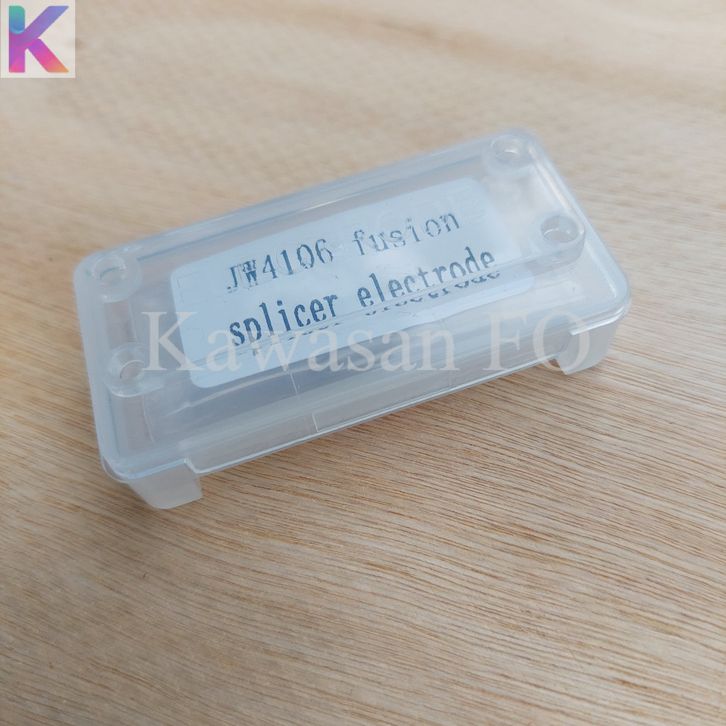 K
JW4106 fusion
splicer electrode
Kawasan FO